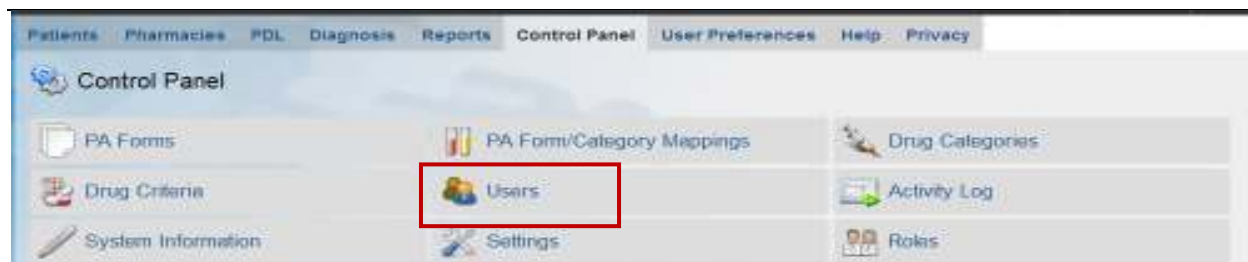 Patients Pharmacies PDL Diagnosis Reports Control Panel User Preferences Help Privacy
Control Panel
PA Forms PA Form/Category Mappings Drug Categories
Drug Criteria Users Activity Log
System Information Settings Roles